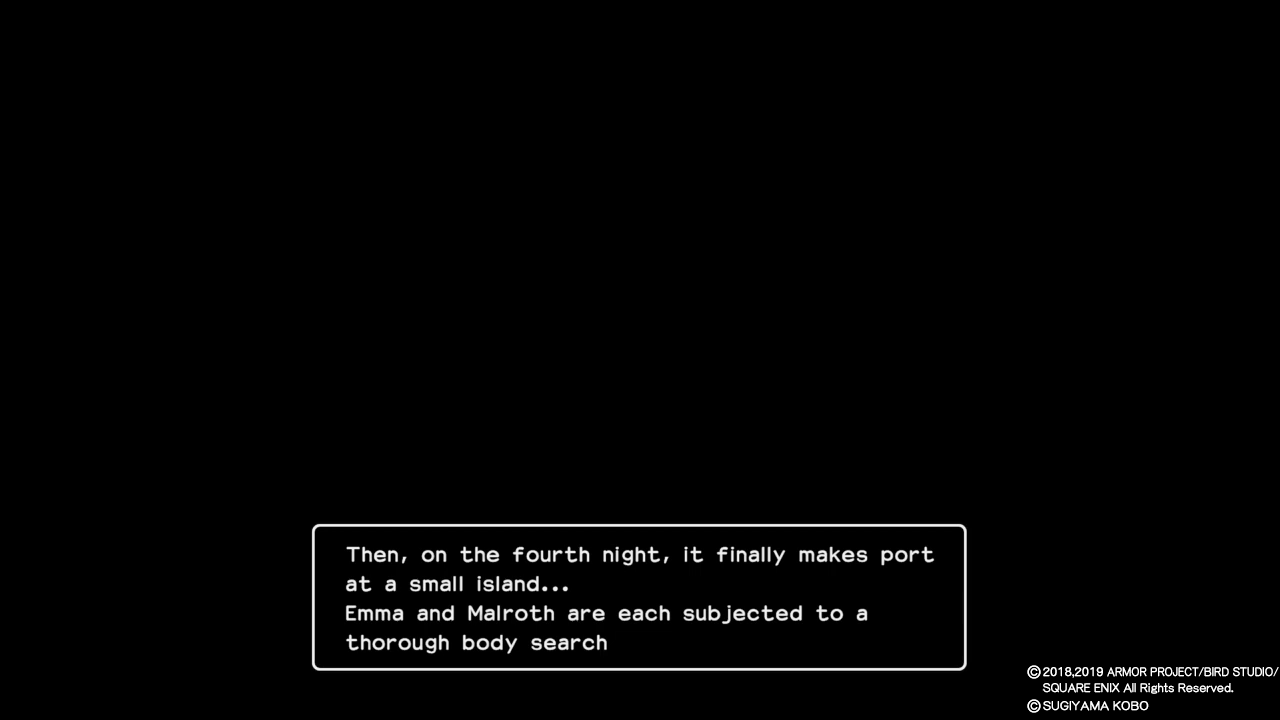 Then, on the fourth night, it finally makes port
at a small island...
Emma and Malroth are each subjected to a
thorough body search
©2018,2019 ARMOR PROJECT/BIRD STUDIO/
SQUARE ENIX All Rights Reserved.
©SUGIYAMA KOBO